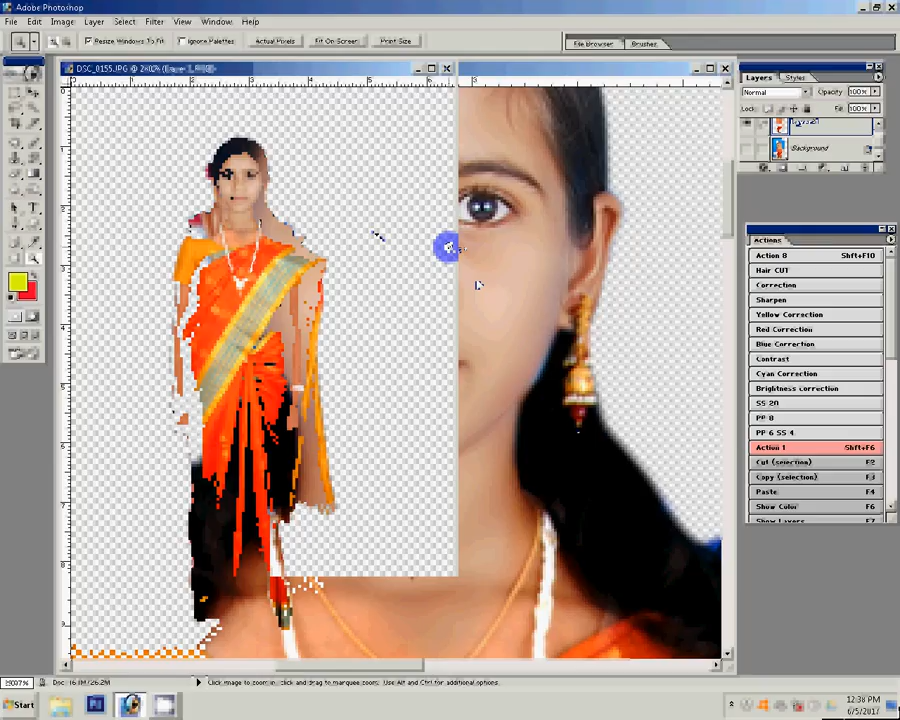 Adobe Photoshop
File Edit Image Layer Select Filter View Window Help
Resize Windows To Fit Ignore Palettes Actual Pixels Fit On Screen Print Size
File Browser Brushes
DSC_0155.JPG @
Layers Styles
Normal Opacity: 100%
Lock: Fill: 100%
Background
Actions
Action 8 Shft+F10
Hair CUT
Correction
Sharpen
Yellow Correction
Red Correction
Blue Correction
Contrast
Cyan Correction
Brightness correction
SS 20
PP 8
PP 6 SS 4
Action 1 Shft+F6
Cut (selection) F2
Copy (selection) F3
Paste F4
Show Color F6
Show Layers F7
Click image to zoom in, click and drag to marquee zoom. Use Alt and Ctrl for additional options.
Start
12:38 PM
6/5/2017